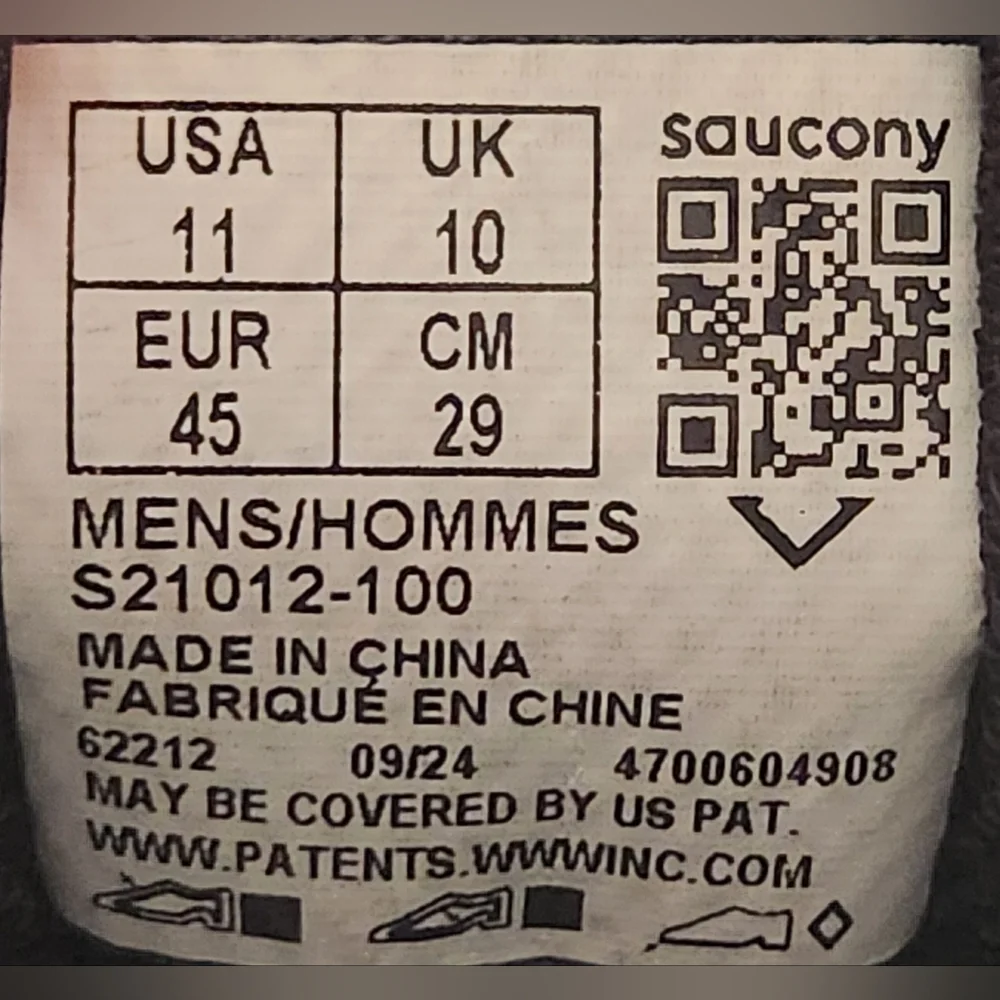 USA UK
11 10
EUR CM
45 29
saucony
MENS/HOMMES
S21012-100
MADE IN CHINA
FABRIQUÉ EN CHINE
62212 09/24 4700604908
MAY BE COVERED BY US PAT.
WWW.PATENTS.WWWINC.COM